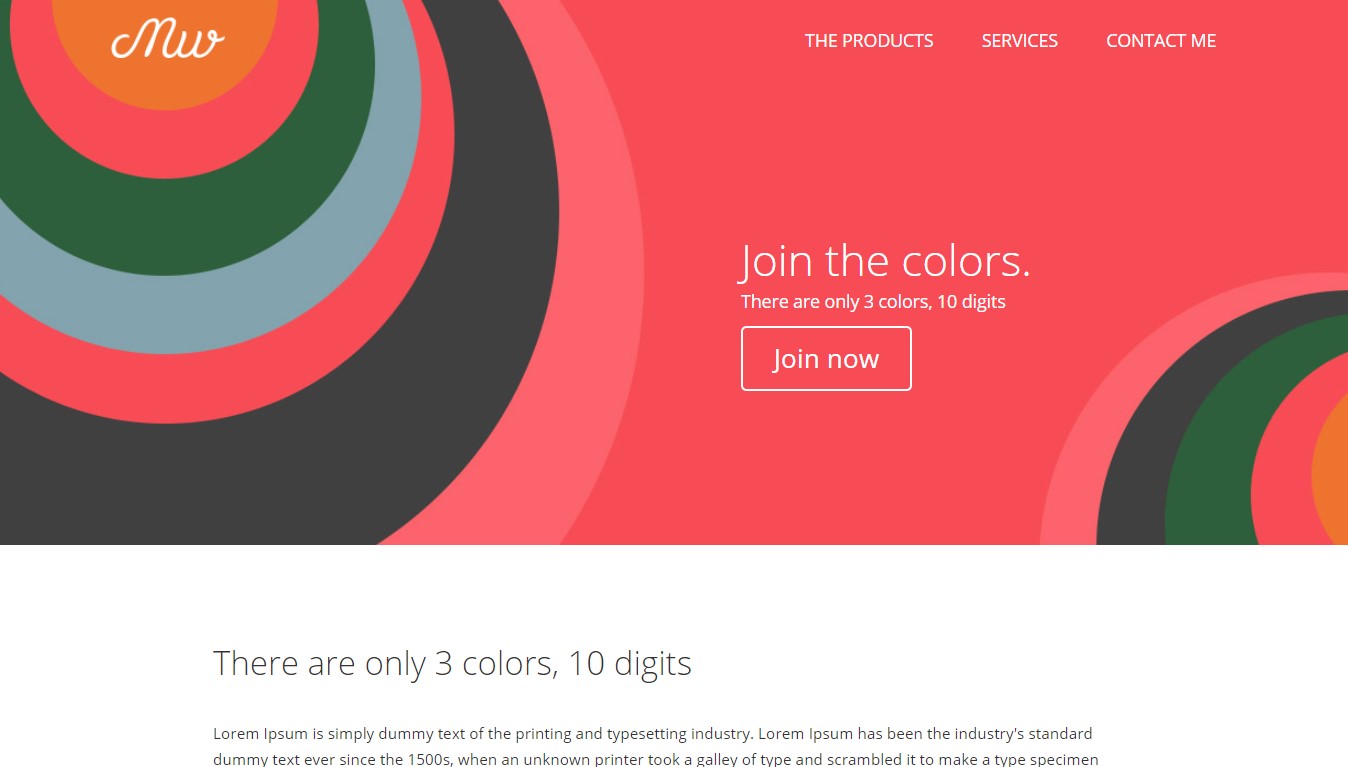 Mw
THE PRODUCTS SERVICES CONTACT ME
Join the colors.
There are only 3 colors, 10 digits
Join now
There are only 3 colors, 10 digits
Lorem Ipsum is simply dummy text of the printing and typesetting industry. Lorem Ipsum has been the industry's standard
dummy text ever since the 1500s, when an unknown printer took a galley of type and scrambled it to make a type specimen